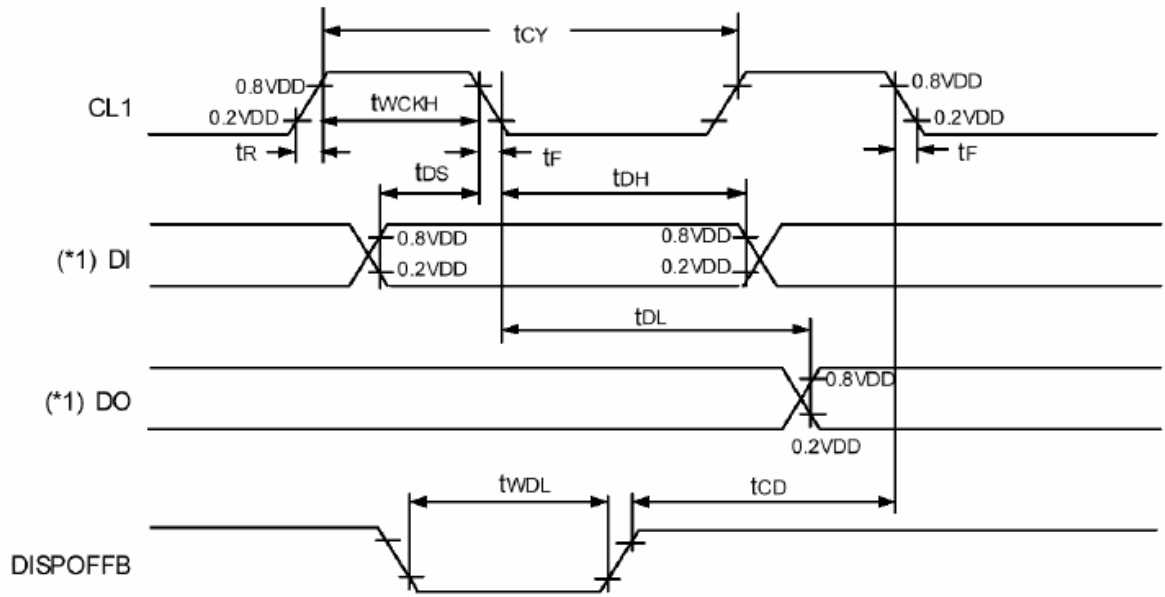 tCY
0.8VDD
0.8VDD
CL1
tWCKH
0.2VDD
0.2VDD
tR
tF
tF
tDS
tDH
0.8VDD
0.8VDD
(*1) DI
0.2VDD
0.2VDD
tDL
0.8VDD
(*1) DO
0.2VDD
tWDL
tCD
DISPOFFB